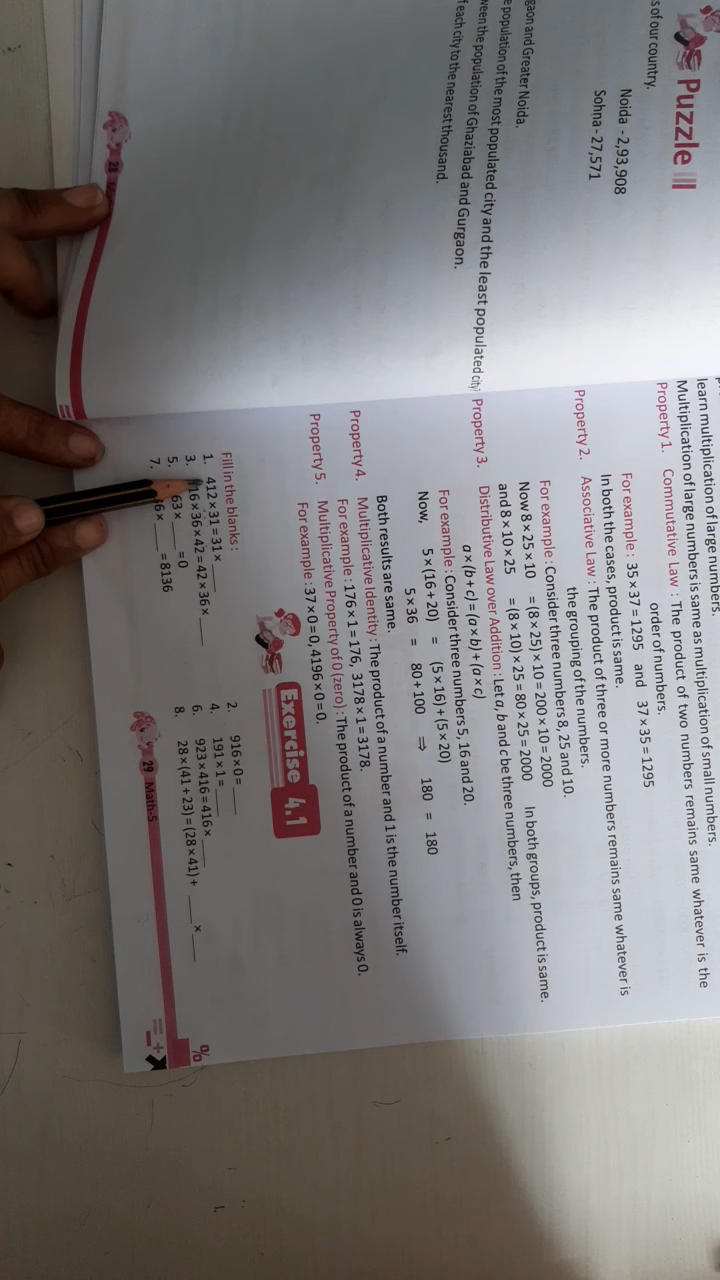 Puzzle
s of our country.
Noida - 2,93,908
Sohna - 27,571
gaon and Greater Noida.
e population of the most populated city and the least populated city
ween the population of Ghaziabad and Gurgaon.
f each city to the nearest thousand.
28
learn multiplication of large numbers.
Multiplication of large numbers is same as multiplication of small numbers.
Property 1. Commutative Law : The product of two numbers remains same whatever is the
order of numbers.
For example : 35×37=1295 and 37×35=1295
In both the cases, product is same.
Property 2. Associative Law : The product of three or more numbers remains same whatever is
the grouping of the numbers.
For example : Consider three numbers 8, 25 and 10.
Now 8×25×10 =(8×25)×10=200×10=2000
and 8×10×25 =(8×10)×25=80×25=2000 In both groups, product is same.
Property 3. Distributive Law over Addition : Let a, b and c be three numbers, then
a×(b+c)=(a×b)+(a×c)
For example : Consider three numbers 5, 16 and 20.
Now, 5×(16+20) = (5×16)+(5×20)
5×36 = 80+100 ⇒ 180 = 180
Both results are same.
Property 4. Multiplicative Identity : The product of a number and 1 is the number itself.
For example : 176×1=176, 3178×1=3178.
Property 5. Multiplicative Property of 0 (zero) : The product of a number and 0 is always 0.
For example : 37×0=0, 4196×0=0.
Exercise 4.1
Fill in the blanks :
1. 412×31=31×____ 2. 916×0=____
3. 16×36×42=42×36×____ 4. 191×1=____
5. 63×____=0 6. 923×416=416×____
7. 6×____=8136 8. 28×(41+23)=(28×41)+ ____×____
29 Math-5